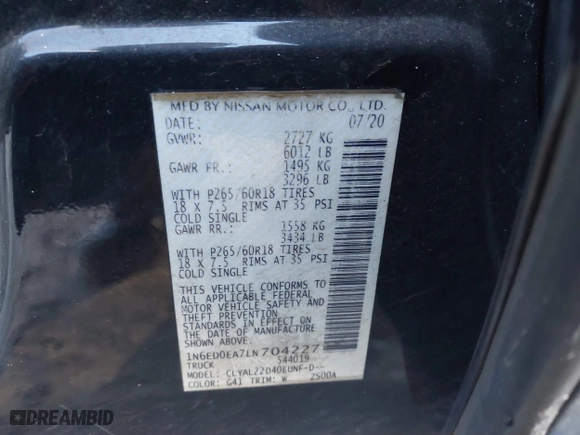 MFD BY NISSAN MOTOR CO., LTD.
DATE: 07/20
GVWR: 2727 KG
6012 LB
GAWR FR.: 1495 KG
3296 LB
WITH P265/60R18 TIRES
18 X 7.5 RIMS AT 35 PSI
COLD SINGLE
GAWR RR.: 1558 KG
3434 LB
WITH P265/60R18 TIRES
18 X 7.5 RIMS AT 35 PSI
COLD SINGLE
THIS VEHICLE CONFORMS TO
ALL APPLICABLE FEDERAL
MOTOR VEHICLE SAFETY AND
THEFT PREVENTION
STANDARDS IN EFFECT ON
THE DATE OF MANUFACTURE
SHOWN ABOVE.
1N6ED0EA7LN704227
TRUCK S44019
MODEL: CLYAL22D40EUNF-D--
COLOR: G41 TRIM: W 2500A
DREAMBID